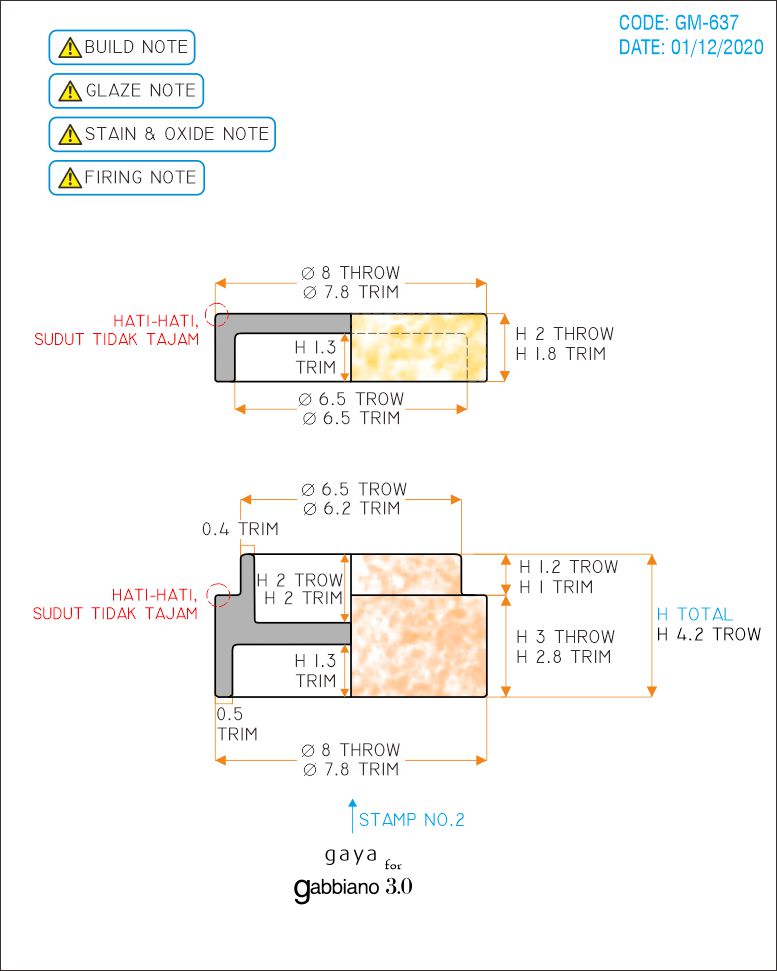 CODE: GM-637
DATE: 01/12/2020
BUILD NOTE
GLAZE NOTE
STAIN & OXIDE NOTE
FIRING NOTE
Ø 8 THROW
Ø 7.8 TRIM
HATI-HATI,
SUDUT TIDAK TAJAM
H 1.3
TRIM
H 2 THROW
H 1.8 TRIM
Ø 6.5 TROW
Ø 6.5 TRIM
Ø 6.5 TROW
Ø 6.2 TRIM
0.4 TRIM
H 2 TROW
H 2 TRIM
H 1.2 TROW
H 1 TRIM
HATI-HATI,
SUDUT TIDAK TAJAM
H TOTAL
H 4.2 TROW
H 3 THROW
H 2.8 TRIM
H 1.3
TRIM
0.5
TRIM
Ø 8 THROW
Ø 7.8 TRIM
STAMP NO.2
gaya for
gabbiano 3.0